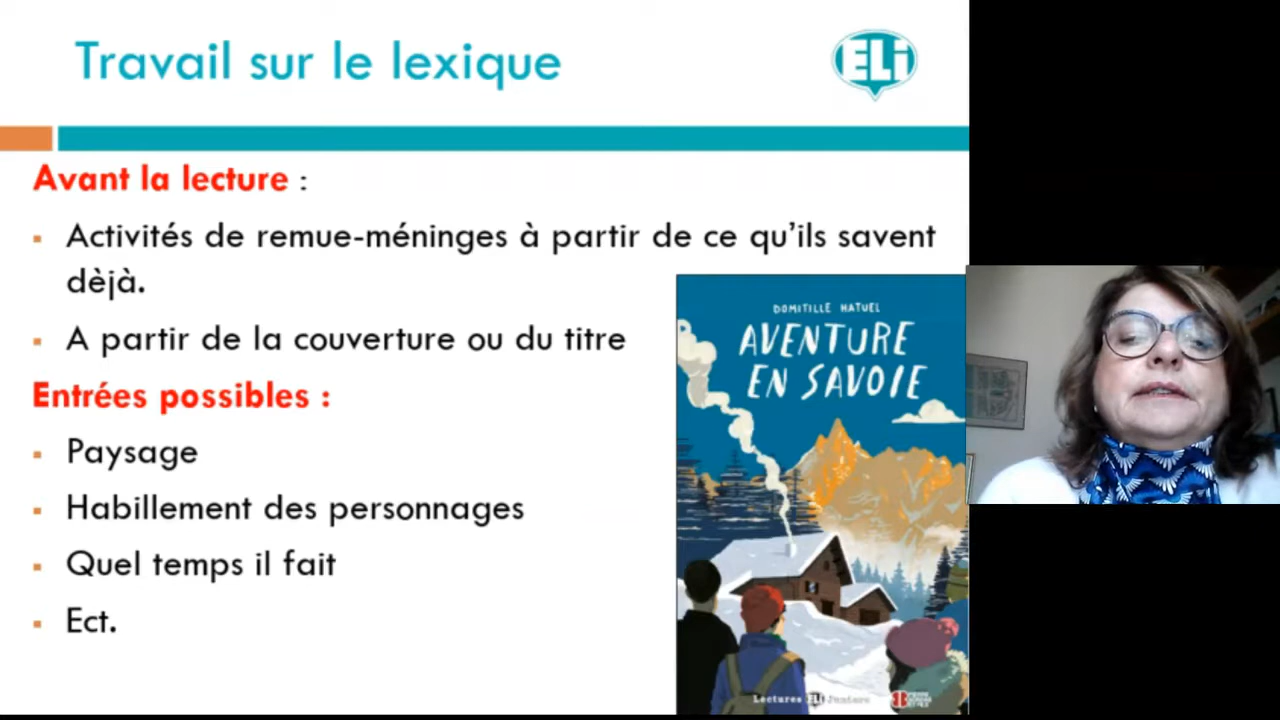 Travail sur le lexique
ELi
Avant la lecture :
Activités de remue-méninges à partir de ce qu'ils savent
dèjà.
A partir de la couverture ou du titre
Entrées possibles :
Paysage
Habillement des personnages
Quel temps il fait
Ect.
DOMITILLE HATUEL
AVENTURE
EN SAVOIE
Lectures ELi Juniors